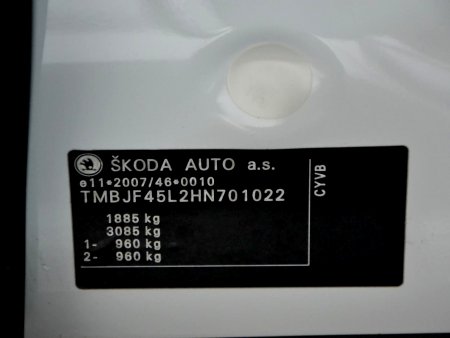 ŠKODA AUTO a.s.
e11*2007/46*0010
TMBJF45L2HN701022
1885 kg
3085 kg
1- 960 kg
2- 960 kg
CYVB